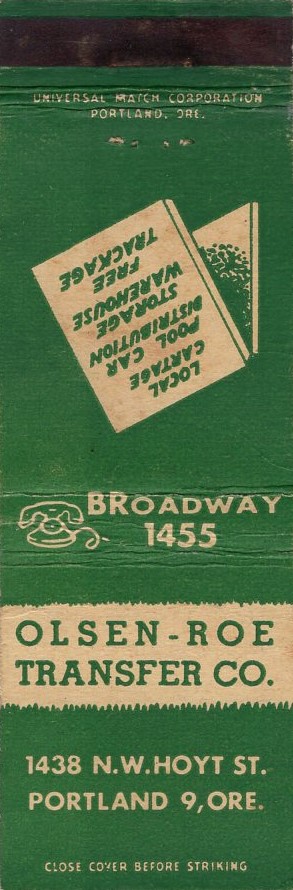 UNIVERSAL MATCH CORPORATION
PORTLAND, ORE.
LOCAL
CARTAGE
POOL CAR
DISTRIBUTION
STORAGE
WAREHOUSE
FREE
TRACKAGE
BROADWAY
1455
OLSEN-ROE
TRANSFER CO.
1438 N.W. HOYT ST.
PORTLAND 9, ORE.
CLOSE COVER BEFORE STRIKING